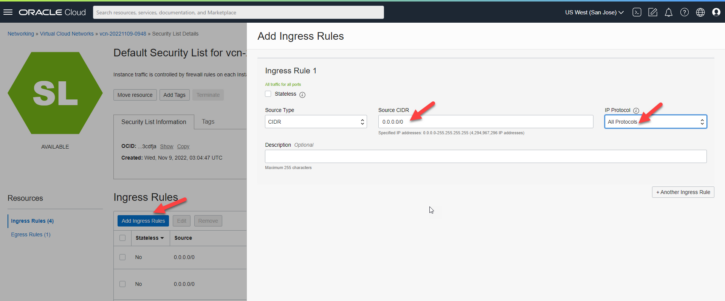 ORACLE Cloud
Search resources, services, documentation, and Marketplace
US West (San Jose)
Networking » Virtual Cloud Networks » vcn-20221109-0846 » Security List Details
SL
AVAILABLE
Default Security List for vcn-
Instance traffic is controlled by firewall rules on each inst
Move resource
Add Tags
Terminate
Security List Information
Tags
OCID: ...3cotfa Show Copy
Created: Wed, Nov 9, 2022, 03:04:47 UTC
Resources
Ingress Rules (4)
Egress Rules (1)
Ingress Rules
Add Ingress Rules
Edit
Remove
Stateless
Source
No
0.0.0.0/0
No
0.0.0.0/0
Add Ingress Rules
Ingress Rule 1
All traffic for all ports
Stateless
Source Type
CIDR
Source CIDR
0.0.0.0/0
Specified IP addresses: 0.0.0.0-255.255.255.255 (4,294,967,296 IP addresses)
IP Protocol
All Protocols
Description Optional
Maximum 255 characters
+ Another Ingress Rule